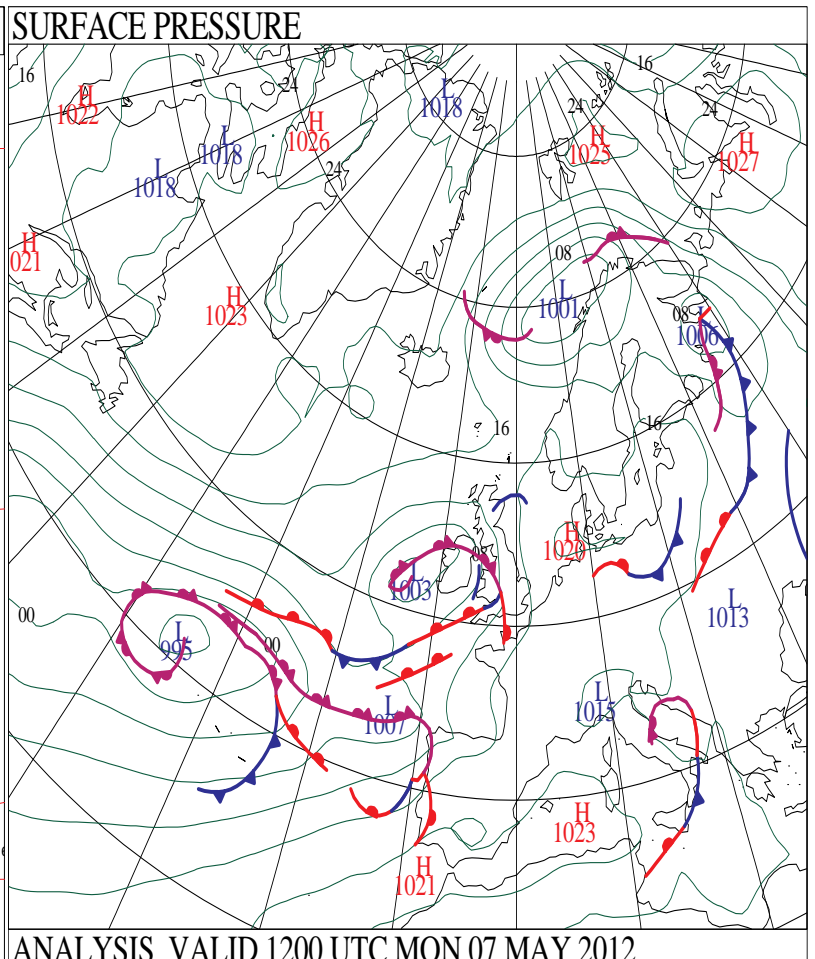 SURFACE PRESSURE
16
16
H
1022
24
L
1018
24
24
H
1026
H
1025
H
1027
L
1018
L
1018
24
H
021
08
H
1023
L
1001
08
L
1006
16
16
H
1020
08
L
1003
L
1013
00
L
995
00
L
1015
L
1007
H
1023
H
1021
ANALYSIS VALID 1200 UTC MON 07 MAY 2012